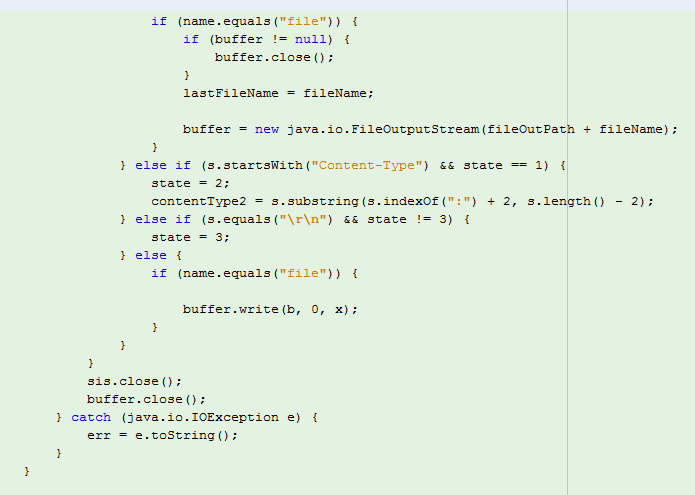 if (name.equals("file")) {
if (buffer != null) {
buffer.close();
}
lastFileName = fileName;
buffer = new java.io.FileOutputStream(fileOutPath + fileName);
}
} else if (s.startsWith("Content-Type") && state == 1) {
state = 2;
contentType2 = s.substring(s.indexOf(":") + 2, s.length() - 2);
} else if (s.equals("\r\n") && state != 3) {
state = 3;
} else {
if (name.equals("file")) {
buffer.write(b, 0, x);
}
}
}
sis.close();
buffer.close();
} catch (java.io.IOException e) {
err = e.toString();
}
}